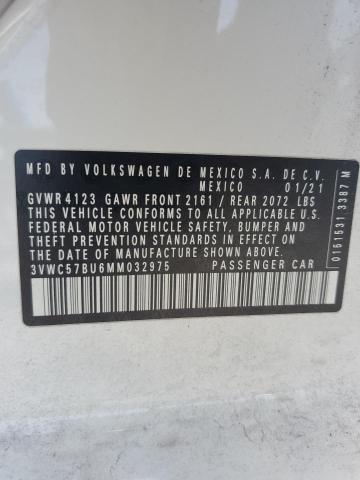 MFD BY VOLKSWAGEN DE MEXICO S.A. DE C.V.
MEXICO 01/21
GVWR 4123 GAWR FRONT 2161 / REAR 2072 LBS
THIS VEHICLE CONFORMS TO ALL APPLICABLE U.S.
FEDERAL MOTOR VEHICLE SAFETY, BUMPER AND
THEFT PREVENTION STANDARDS IN EFFECT ON
THE DATE OF MANUFACTURE SHOWN ABOVE.
3VWC57BU6MM032975 PASSENGER CAR
0151531 3387 M